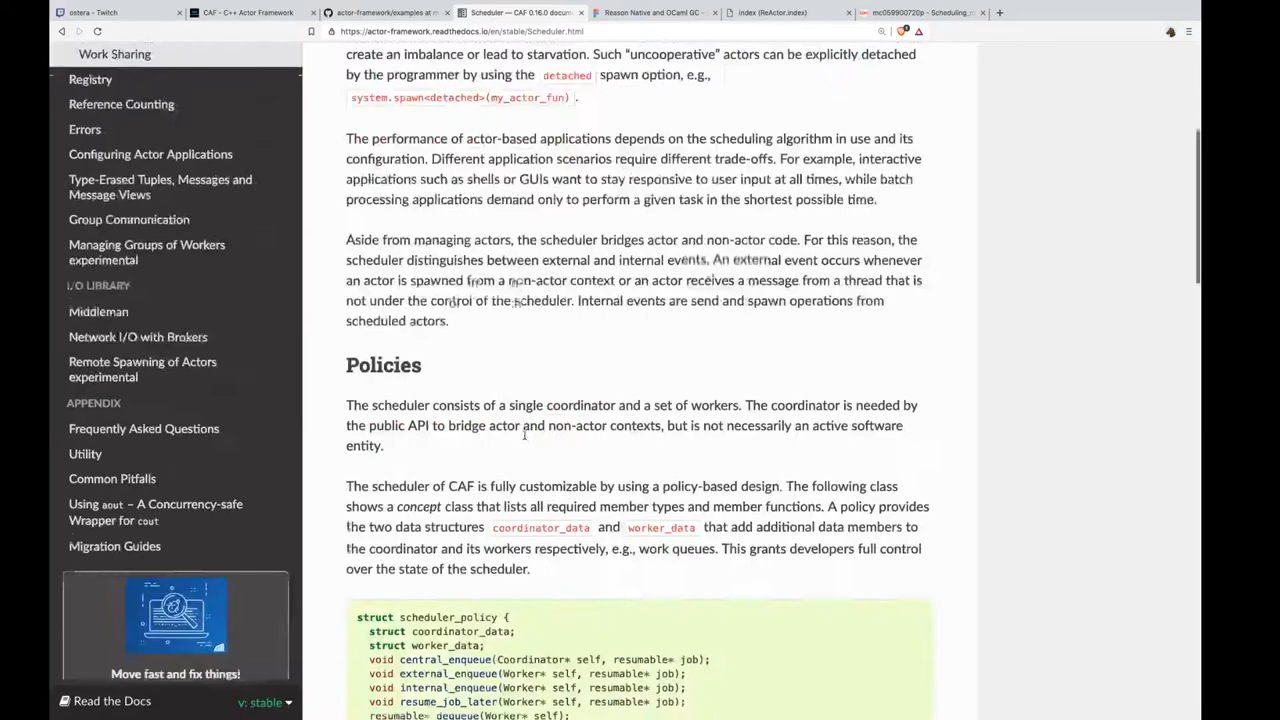 ostera - Twitch
CAF - C++ Actor Framework
actor-framework/examples at m
Scheduler — CAF 0.16.0 docum
Reason Native and OCaml GC —
index (ReActor.index)
mc059900720p - Scheduling_m
https://actor-framework.readthedocs.io/en/stable/Scheduler.html
Work Sharing
Registry
Reference Counting
Errors
Configuring Actor Applications
Type-Erased Tuples, Messages and
Message Views
Group Communication
Managing Groups of Workers
experimental
I/O LIBRARY
Middleman
Network I/O with Brokers
Remote Spawning of Actors
experimental
APPENDIX
Frequently Asked Questions
Utility
Common Pitfalls
Using aout – A Concurrency-safe
Wrapper for cout
Migration Guides
Move fast and fix things!
Read the Docs
v: stable
create an imbalance or lead to starvation. Such “uncooperative” actors can be explicitly detached
by the programmer by using the detached spawn option, e.g.,
system.spawn<detached>(my_actor_fun) .
The performance of actor-based applications depends on the scheduling algorithm in use and its
configuration. Different application scenarios require different trade-offs. For example, interactive
applications such as shells or GUIs want to stay responsive to user input at all times, while batch
processing applications demand only to perform a given task in the shortest possible time.
Aside from managing actors, the scheduler bridges actor and non-actor code. For this reason, the
scheduler distinguishes between external and internal events. An external event occurs whenever
an actor is spawned from a non-actor context or an actor receives a message from a thread that is
not under the control of the scheduler. Internal events are send and spawn operations from
scheduled actors.
Policies
The scheduler consists of a single coordinator and a set of workers. The coordinator is needed by
the public API to bridge actor and non-actor contexts, but is not necessarily an active software
entity.
The scheduler of CAF is fully customizable by using a policy-based design. The following class
shows a concept class that lists all required member types and member functions. A policy provides
the two data structures coordinator_data and worker_data that add additional data members to
the coordinator and its workers respectively, e.g., work queues. This grants developers full control
over the state of the scheduler.
struct scheduler_policy {
struct coordinator_data;
struct worker_data;
void central_enqueue(Coordinator* self, resumable* job);
void external_enqueue(Worker* self, resumable* job);
void internal_enqueue(Worker* self, resumable* job);
void resume_job_later(Worker* self, resumable* job);
resumable* dequeue(Worker* self);